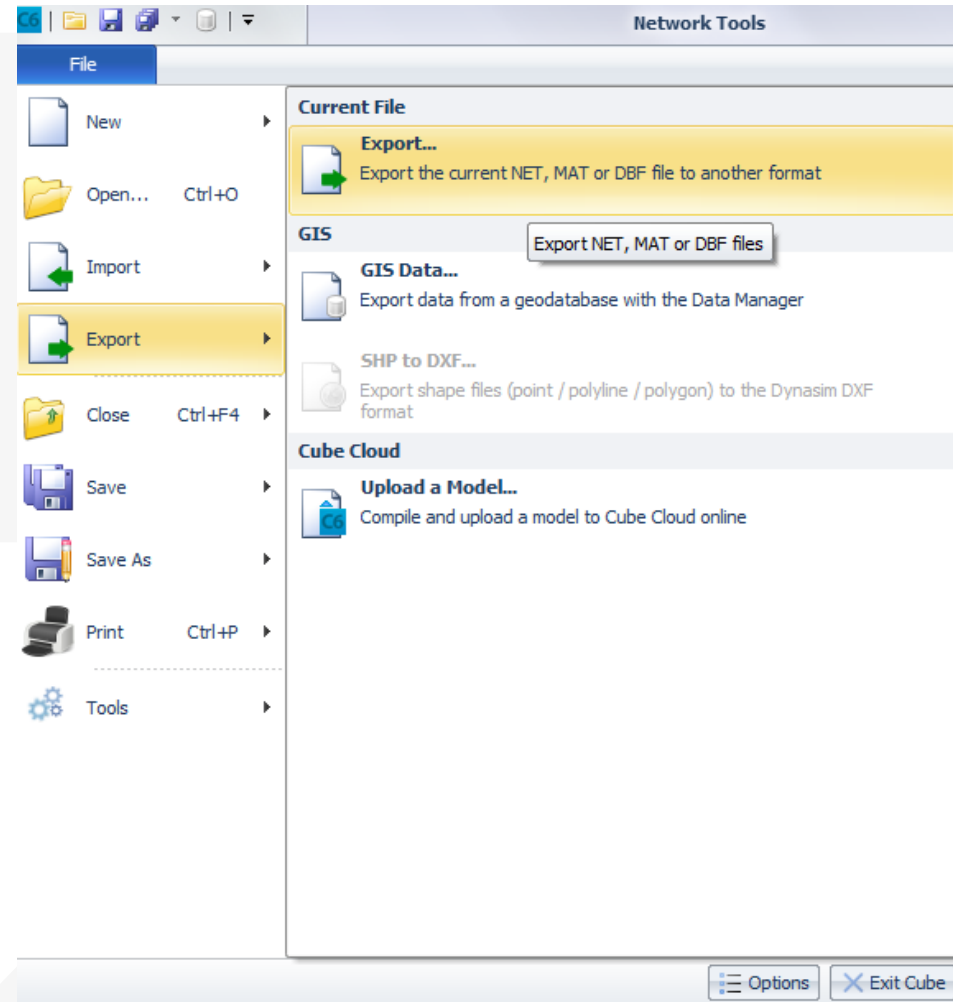 C6
Network Tools
File
New
Open... Ctrl+O
Import
Export
Close Ctrl+F4
Save
Save As
Print Ctrl+P
Tools
Current File
Export...
Export the current NET, MAT or DBF file to another format
Export NET, MAT or DBF files
GIS
GIS Data...
Export data from a geodatabase with the Data Manager
SHP to DXF...
Export shape files (point / polyline / polygon) to the Dynasim DXF
format
Cube Cloud
Upload a Model...
Compile and upload a model to Cube Cloud online
C6
Options
Exit Cube